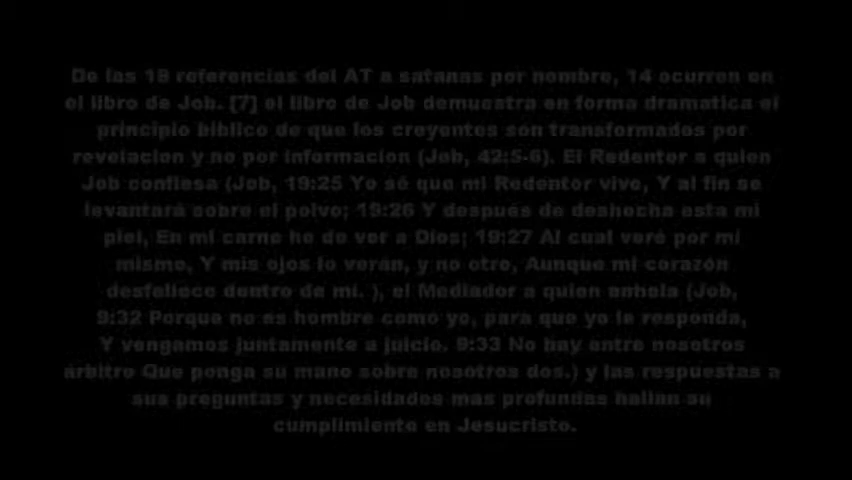 De las 18 referencias del AT a satanas por nombre, 14 ocurren en
el libro de Job. [7] el libro de Job demuestra en forma dramatica el
principio biblico de que los creyentes son transformados por
revelacion y no por informacion (Job, 42:5-6). El Redentor a quien
Job confiesa (Job, 19:25 Yo sé que mi Redentor vive, Y al fin se
levantará sobre el polvo; 19:26 Y después de deshecha esta mi
piel, En mi carne he de ver a Dios; 19:27 Al cual veré por mí
mismo, Y mis ojos lo verán, y no otro, Aunque mi corazón
desfallece dentro de mí. ), el Mediador a quien anhela (Job,
9:32 Porque no es hombre como yo, para que yo le responda,
Y vengamos juntamente a juicio. 9:33 No hay entre nosotros
árbitro Que ponga su mano sobre nosotros dos.) y las respuestas a
sus preguntas y necesidades mas profundas hallan su
cumplimiento en Jesucristo.